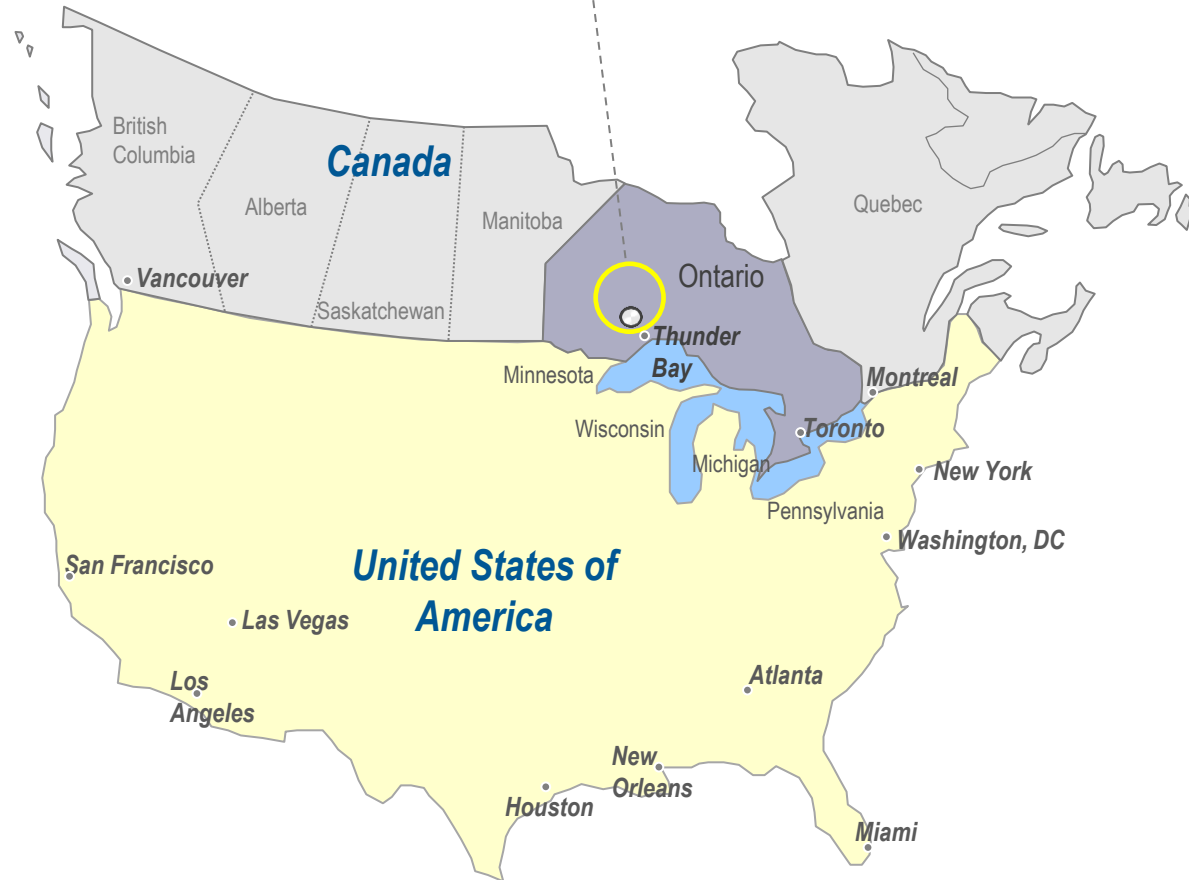 British
Columbia
Canada
Alberta
Manitoba
Quebec
Ontario
Vancouver
Saskatchewan
Thunder
Bay
Minnesota
Montreal
Wisconsin
Toronto
Michigan
New York
Pennsylvania
Washington, DC
San Francisco
United States of
America
Las Vegas
Los
Angeles
Atlanta
New
Orleans
Houston
Miami